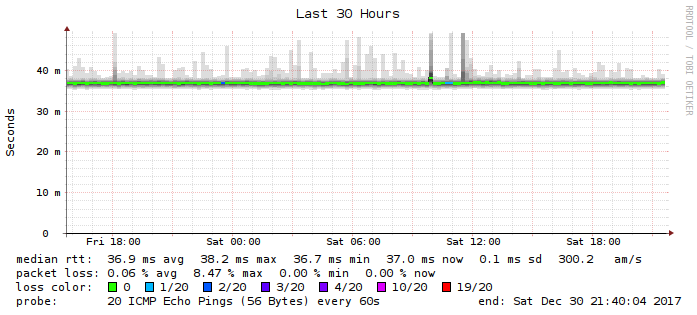 Last 30 Hours
RRDTOOL / TOBI OETIKER
Seconds
40 m
30 m
20 m
10 m
0
Fri 18:00 Sat 00:00 Sat 06:00 Sat 12:00 Sat 18:00
median rtt: 36.9 ms avg 38.2 ms max 36.7 ms min 37.0 ms now 0.1 ms sd 300.2 am/s
packet loss: 0.06 % avg 8.47 % max 0.00 % min 0.00 % now
loss color: 0 1/20 2/20 3/20 4/20 10/20 19/20
probe: 20 ICMP Echo Pings (56 Bytes) every 60s end: Sat Dec 30 21:40:04 2017